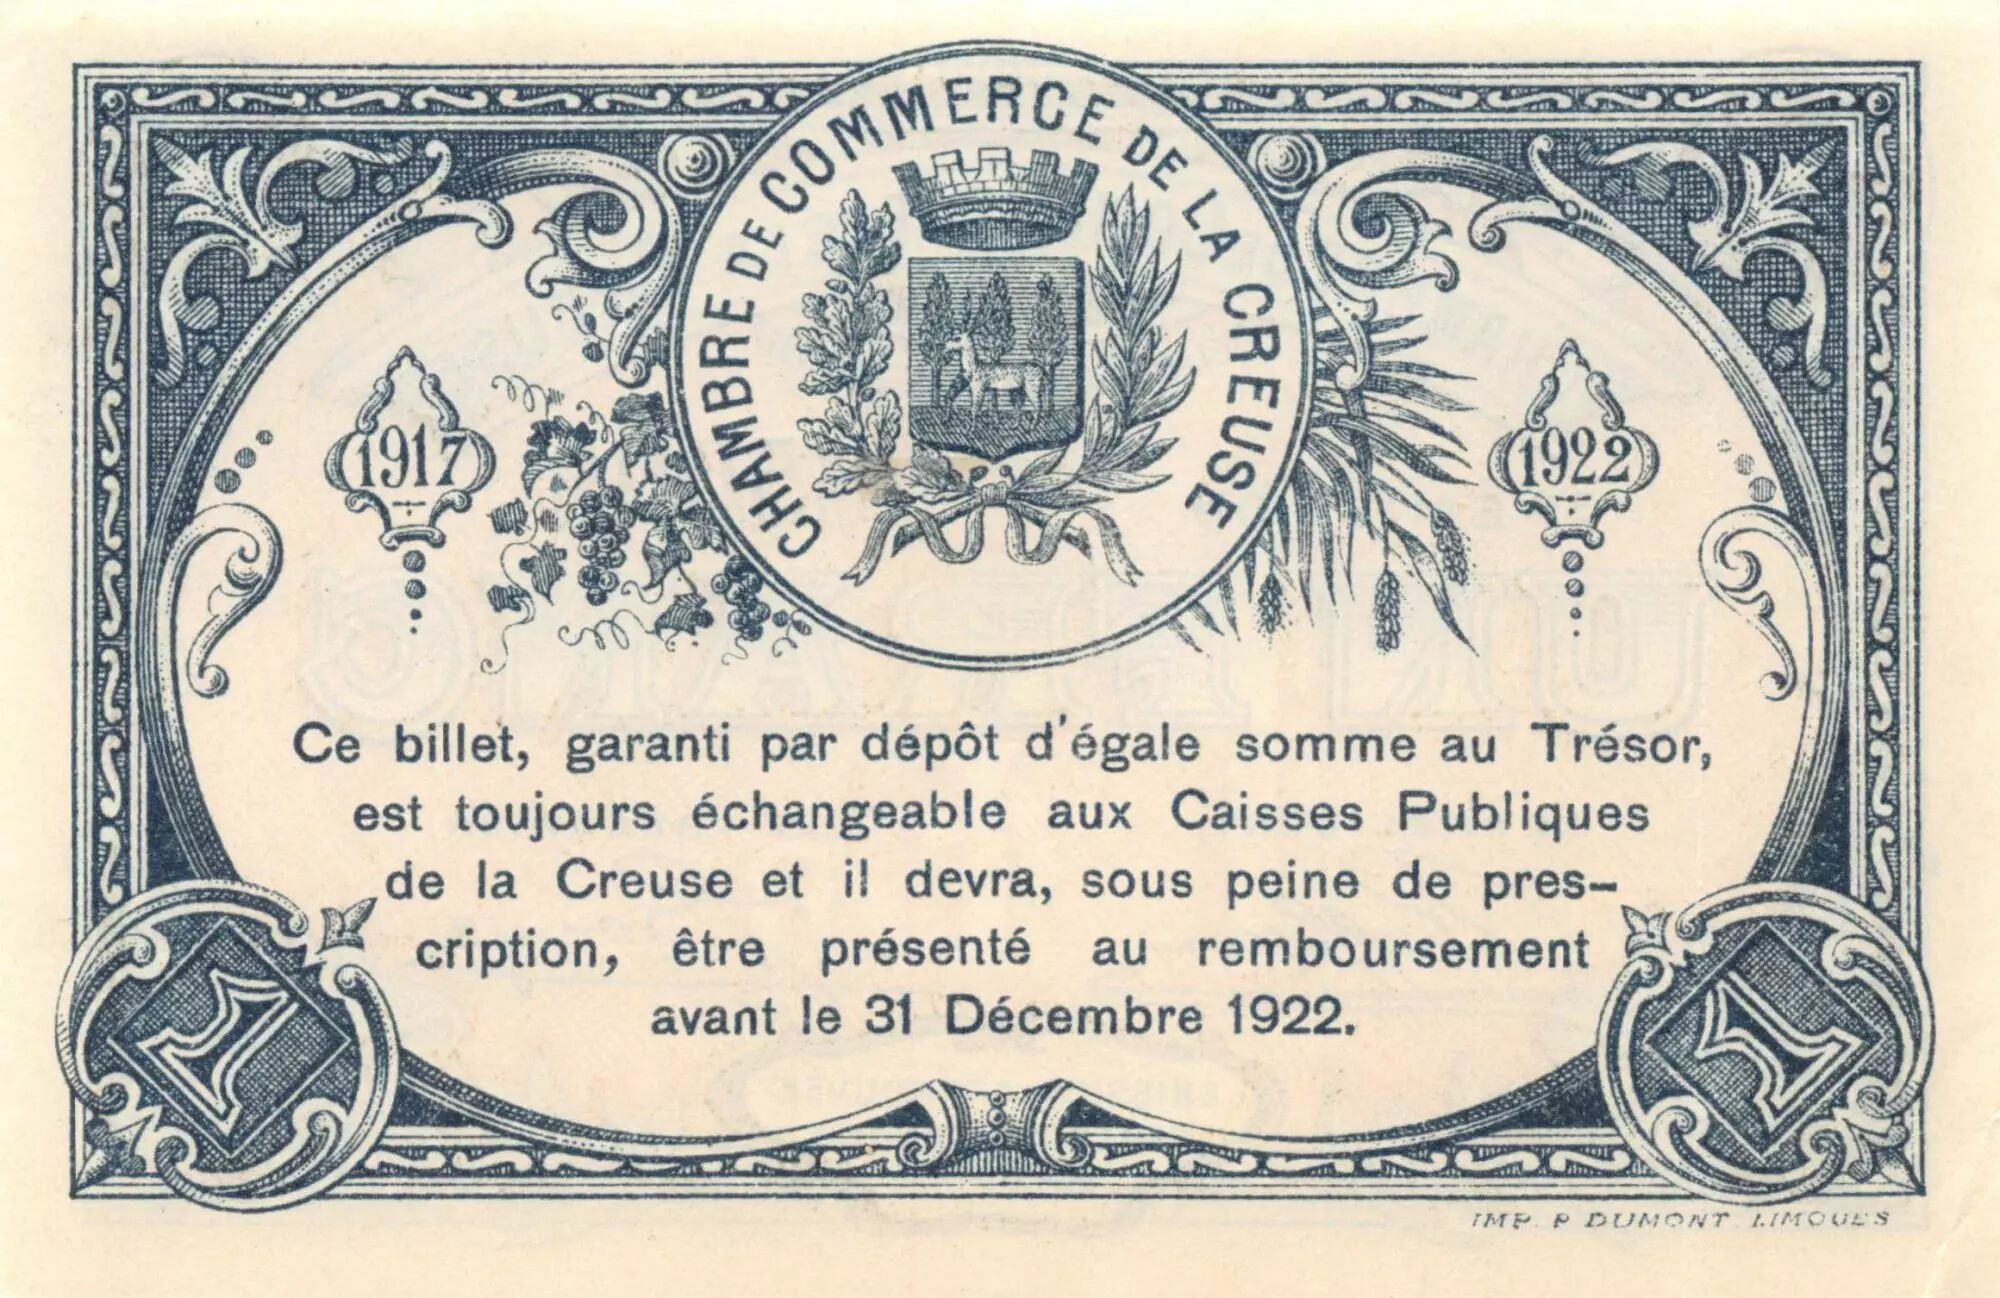 CHAMBRE DE COMMERCE DE LA CREUSE
1917
1922
Ce billet, garanti par dépôt d'égale somme au Trésor,
est toujours échangeable aux Caisses Publiques
de la Creuse et il devra, sous peine de pres-
cription, être présenté au remboursement
avant le 31 Décembre 1922.
1
1
IMP. P DUMONT LIMOGES